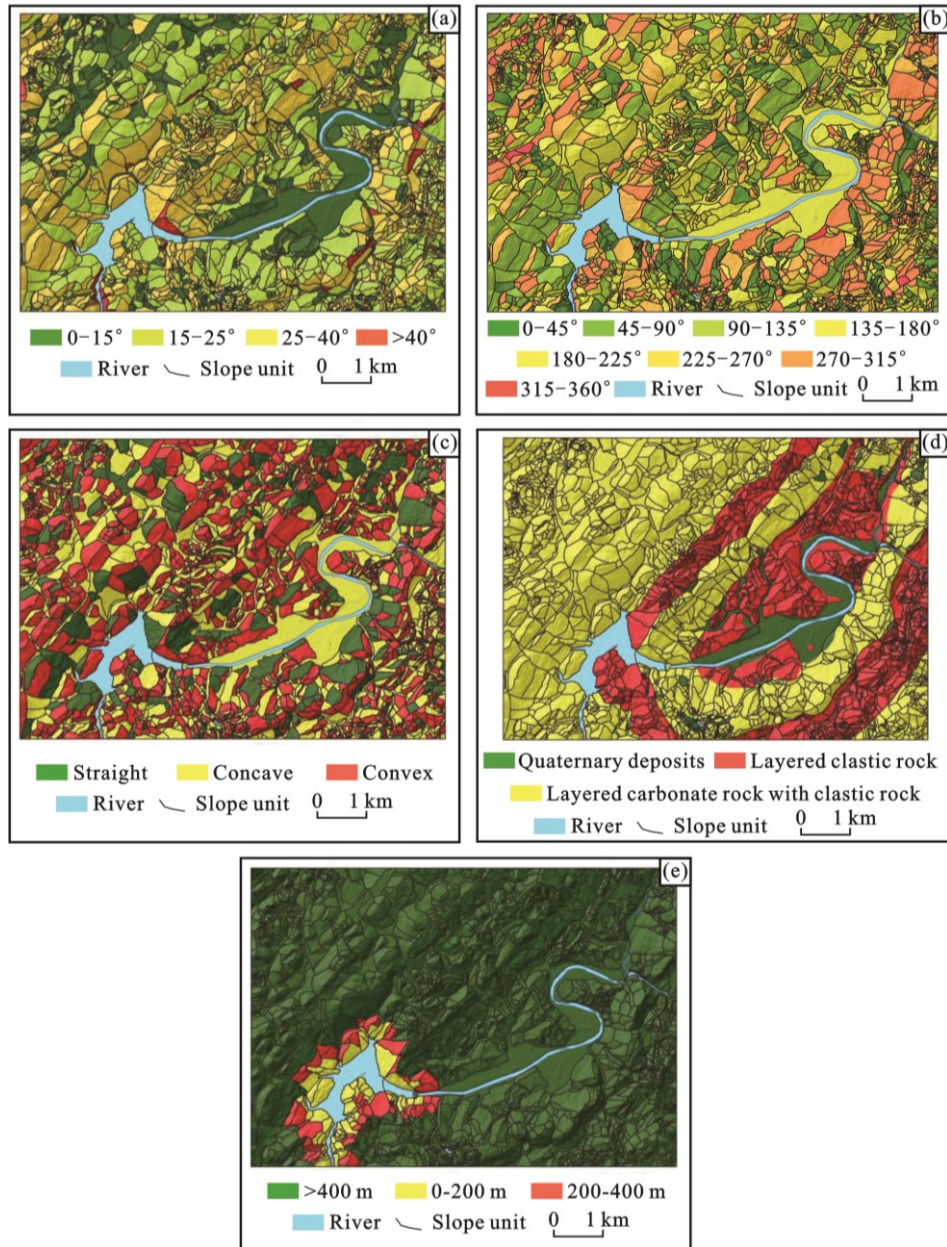 (a)
0-15° 15-25° 25-40° >40°
River Slope unit 0 1 km
(b)
0-45° 45-90° 90-135° 135-180°
180-225° 225-270° 270-315°
315-360° River Slope unit 0 1 km
(c)
Straight Concave Convex
River Slope unit 0 1 km
(d)
Quaternary deposits Layered clastic rock
Layered carbonate rock with clastic rock
River Slope unit 0 1 km
(e)
>400 m 0-200 m 200-400 m
River Slope unit 0 1 km